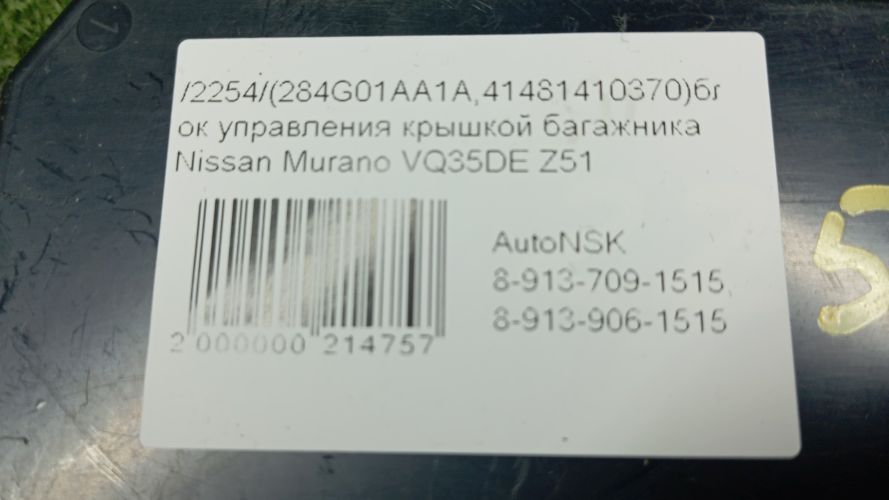 /2254/(284G01AA1A,41481410370)бл
ок управления крышкой багажника
Nissan Murano VQ35DE Z51
AutoNSK
8-913-709-1515,
8-913-906-1515
2 000000 214757